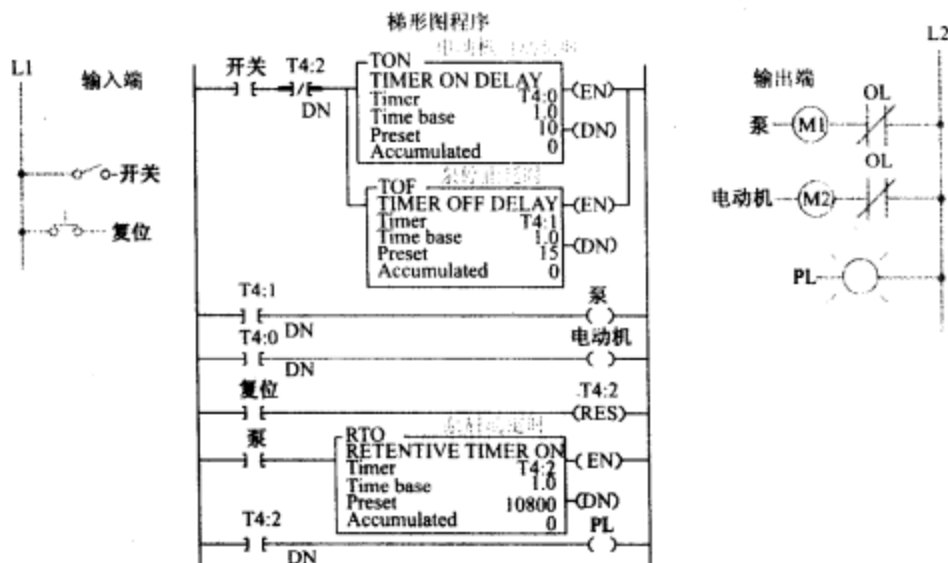 梯形图程序
L1
输入端
开关
复位
开关
T4:2
DN
TON
TIMER ON DELAY
Timer T4:0
Time base 1.0
Preset 10
Accumulated 0
(EN)
(DN)
TOF
TIMER OFF DELAY
Timer T4:1
Time base 1.0
Preset 15
Accumulated 0
(EN)
(DN)
T4:1
DN
泵
T4:0
DN
电动机
复位
T4:2
(RES)
泵
RTO
RETENTIVE TIMER ON
Timer T4:2
Time base 1.0
Preset 10800
Accumulated 0
(EN)
(DN)
T4:2
DN
PL
L2
输出端
泵
M1
OL
电动机
M2
OL
PL